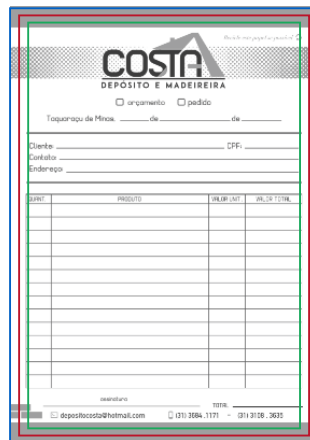 COSTA
DEPÓSITO E MADEIREIRA
orçamento pedido
Taquaraçu de Minas, de de
Cliente: CPF:
Contato:
Endereço:
QUANT. PRODUTO VALOR UNIT. VALOR TOTAL
assinatura
TOTAL
depositocosta@hotmail.com (31) 3684.1171 - (31) 3108.3635